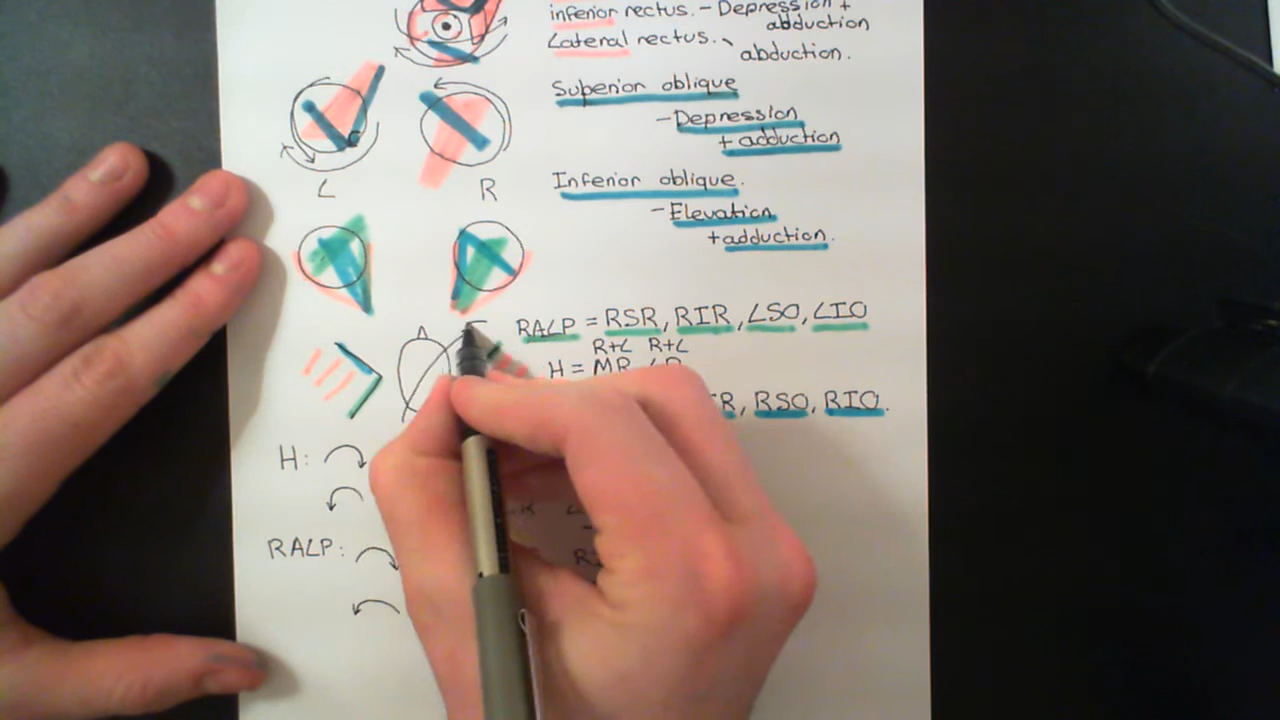 inferior rectus. - Depression +
abduction
Lateral rectus.
abduction.
Superior oblique
- Depression
+ adduction
L R
Inferior oblique.
- Elevation
+ adduction.
RALP = RSR, RIR, LSO, LIO
R+L R+L
H = MR
RSO, RIO.
H:
RALP: